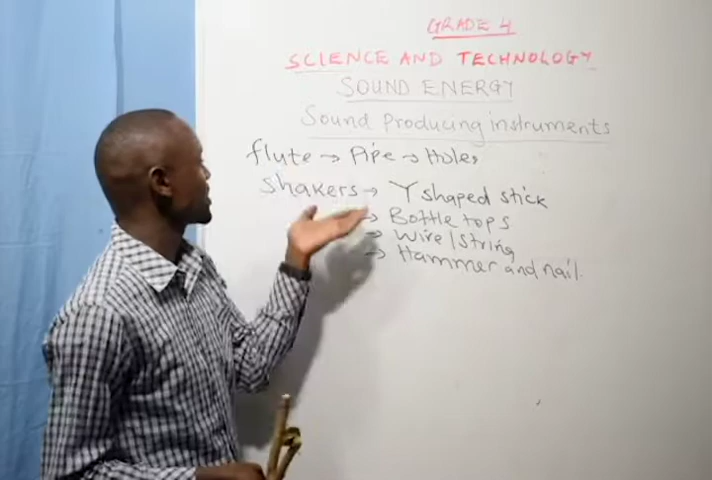 GRADE 4
SCIENCE AND TECHNOLOGY
SOUND ENERGY
Sound Producing instruments
flute → Pipe → Holes
Shakers → Y shaped stick
→ Bottle tops
→ Wire/string
→ Hammer and nail